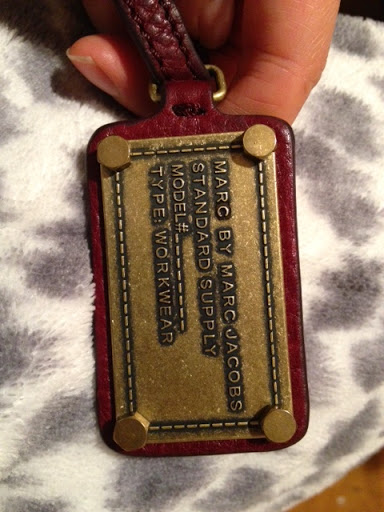 MARC BY MARC JACOBS
STANDARD SUPPLY
MODEL#: ----------
TYPE: WORKWEAR